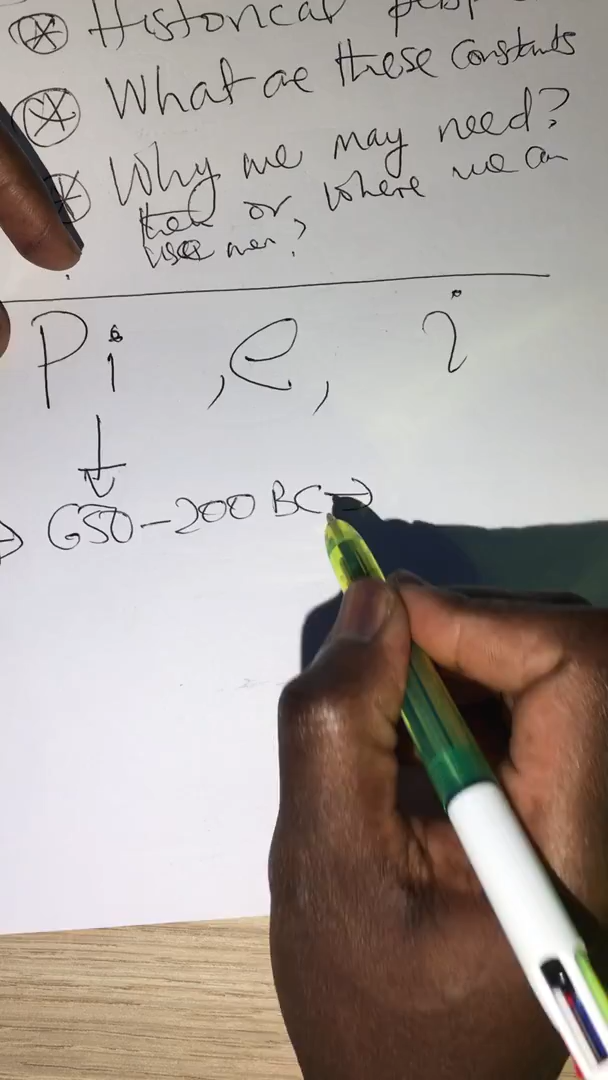 Historical
What are these constants
Why we may need?
them or, where we can
use men?
Pi , e, i
650-200 BC →